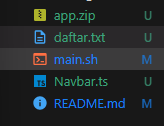 app.zip U
daftar.txt U
main.sh M
Navbar.ts U
README.md M